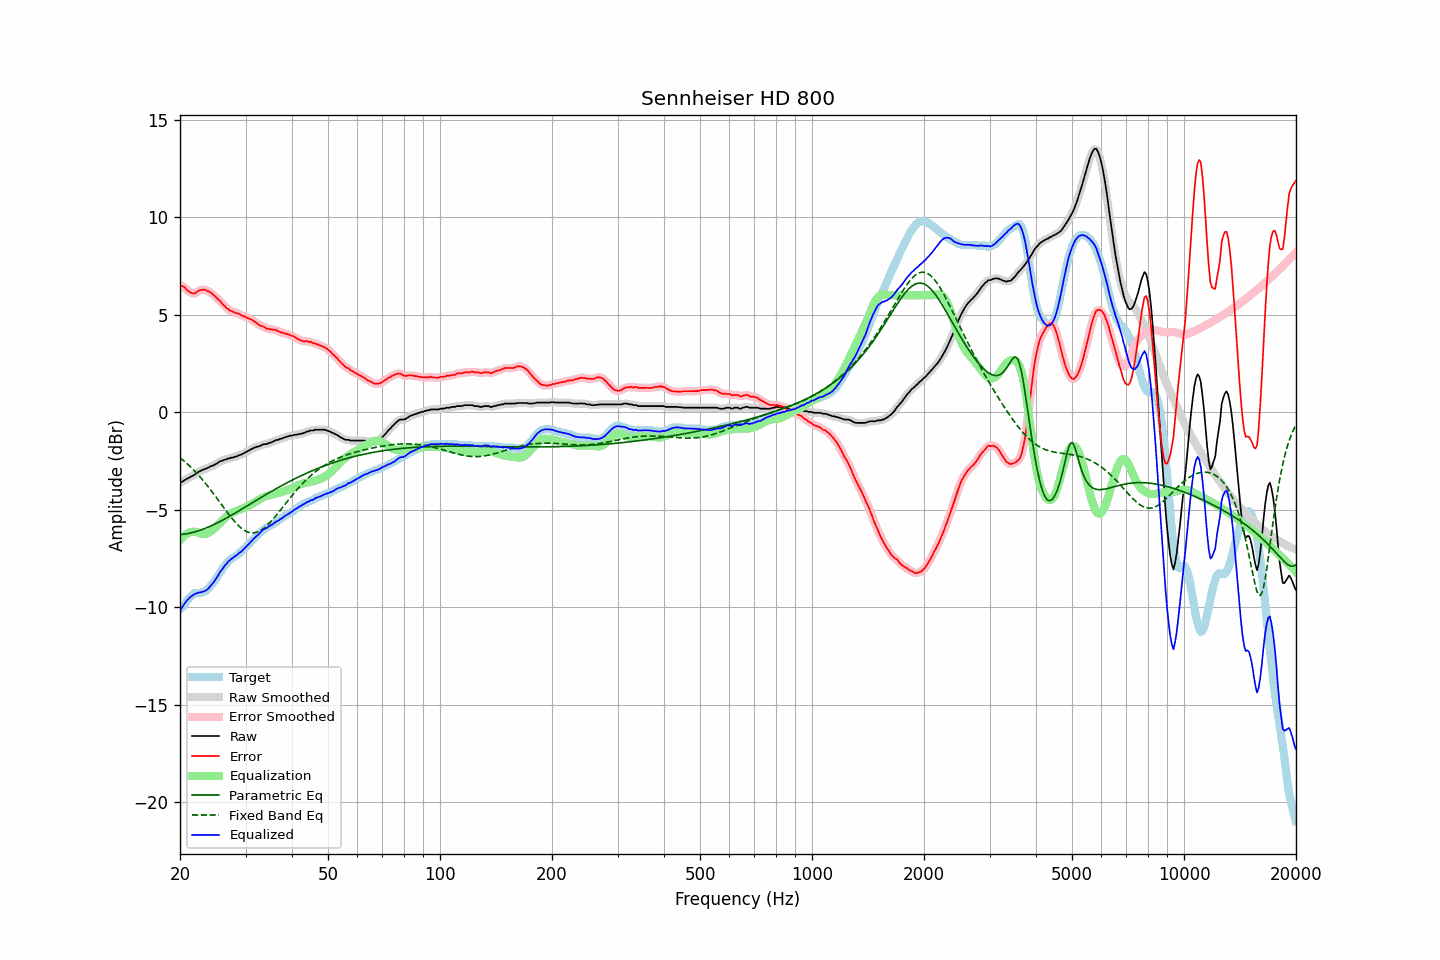 Sennheiser HD 800
Amplitude (dBr)
15
10
5
0
−5
−10
−15
−20
Target
Raw Smoothed
Error Smoothed
Raw
Error
Equalization
Parametric Eq
Fixed Band Eq
Equalized
20 50 100 200 500 1000 2000 5000 10000 20000
Frequency (Hz)